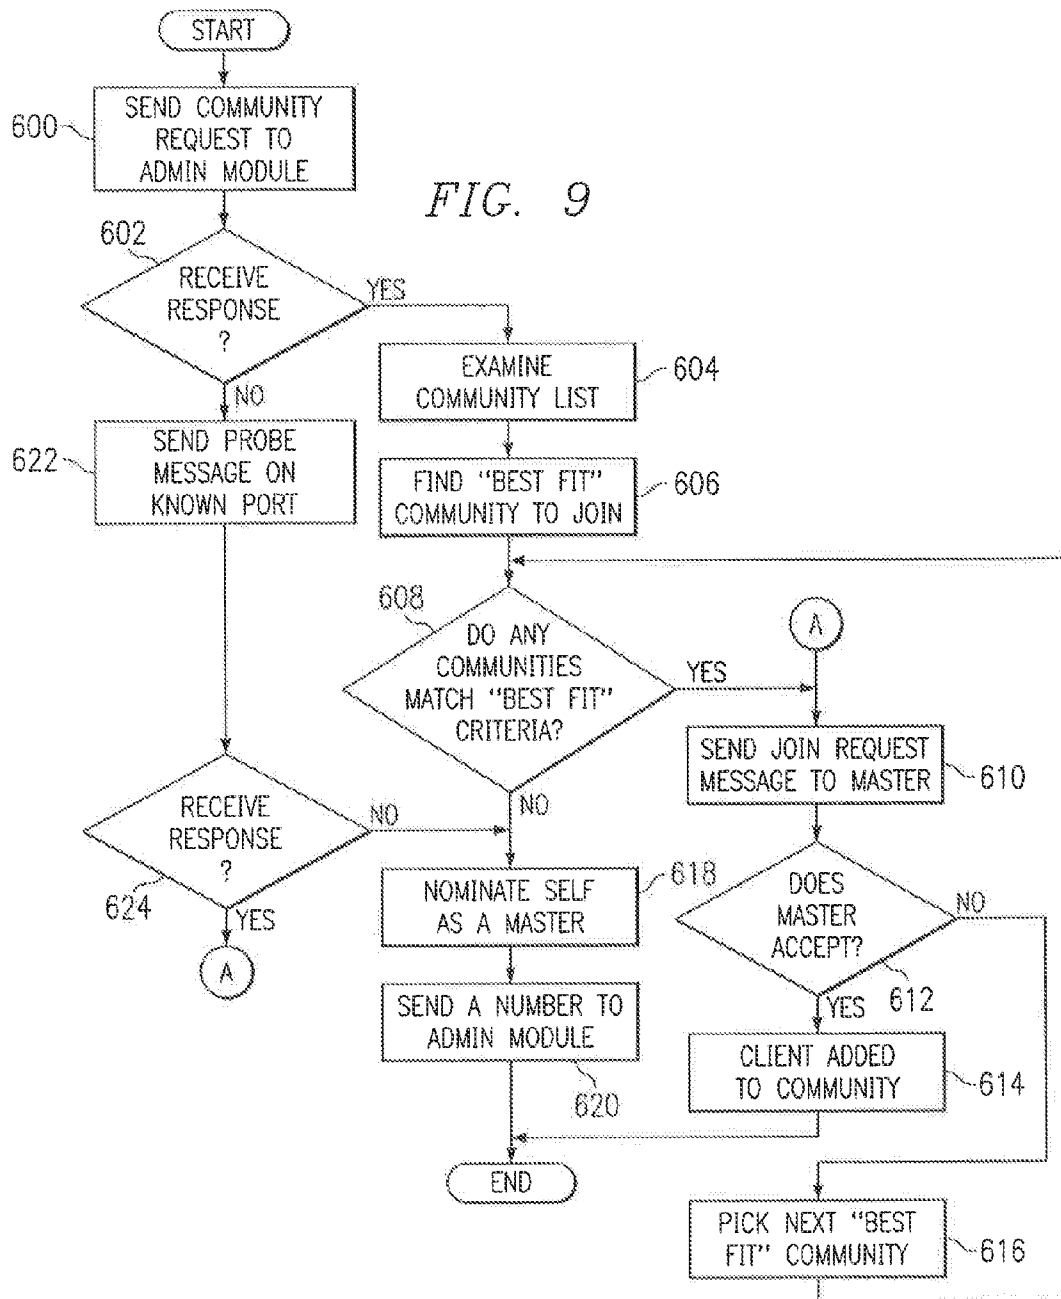 START
600
SEND COMMUNITY
REQUEST TO
ADMIN MODULE
FIG. 9
602
RECEIVE
RESPONSE
?
YES
NO
EXAMINE
COMMUNITY LIST
604
622
SEND PROBE
MESSAGE ON
KNOWN PORT
FIND "BEST FIT"
COMMUNITY TO JOIN
606
608
DO ANY
COMMUNITIES
MATCH "BEST FIT"
CRITERIA?
YES
NO
A
SEND JOIN REQUEST
MESSAGE TO MASTER
610
RECEIVE
RESPONSE
?
624
NO
YES
A
NOMINATE SELF
AS A MASTER
618
DOES
MASTER
ACCEPT?
NO
612
YES
SEND A NUMBER TO
ADMIN MODULE
620
CLIENT ADDED
TO COMMUNITY
614
END
PICK NEXT "BEST
FIT" COMMUNITY
616